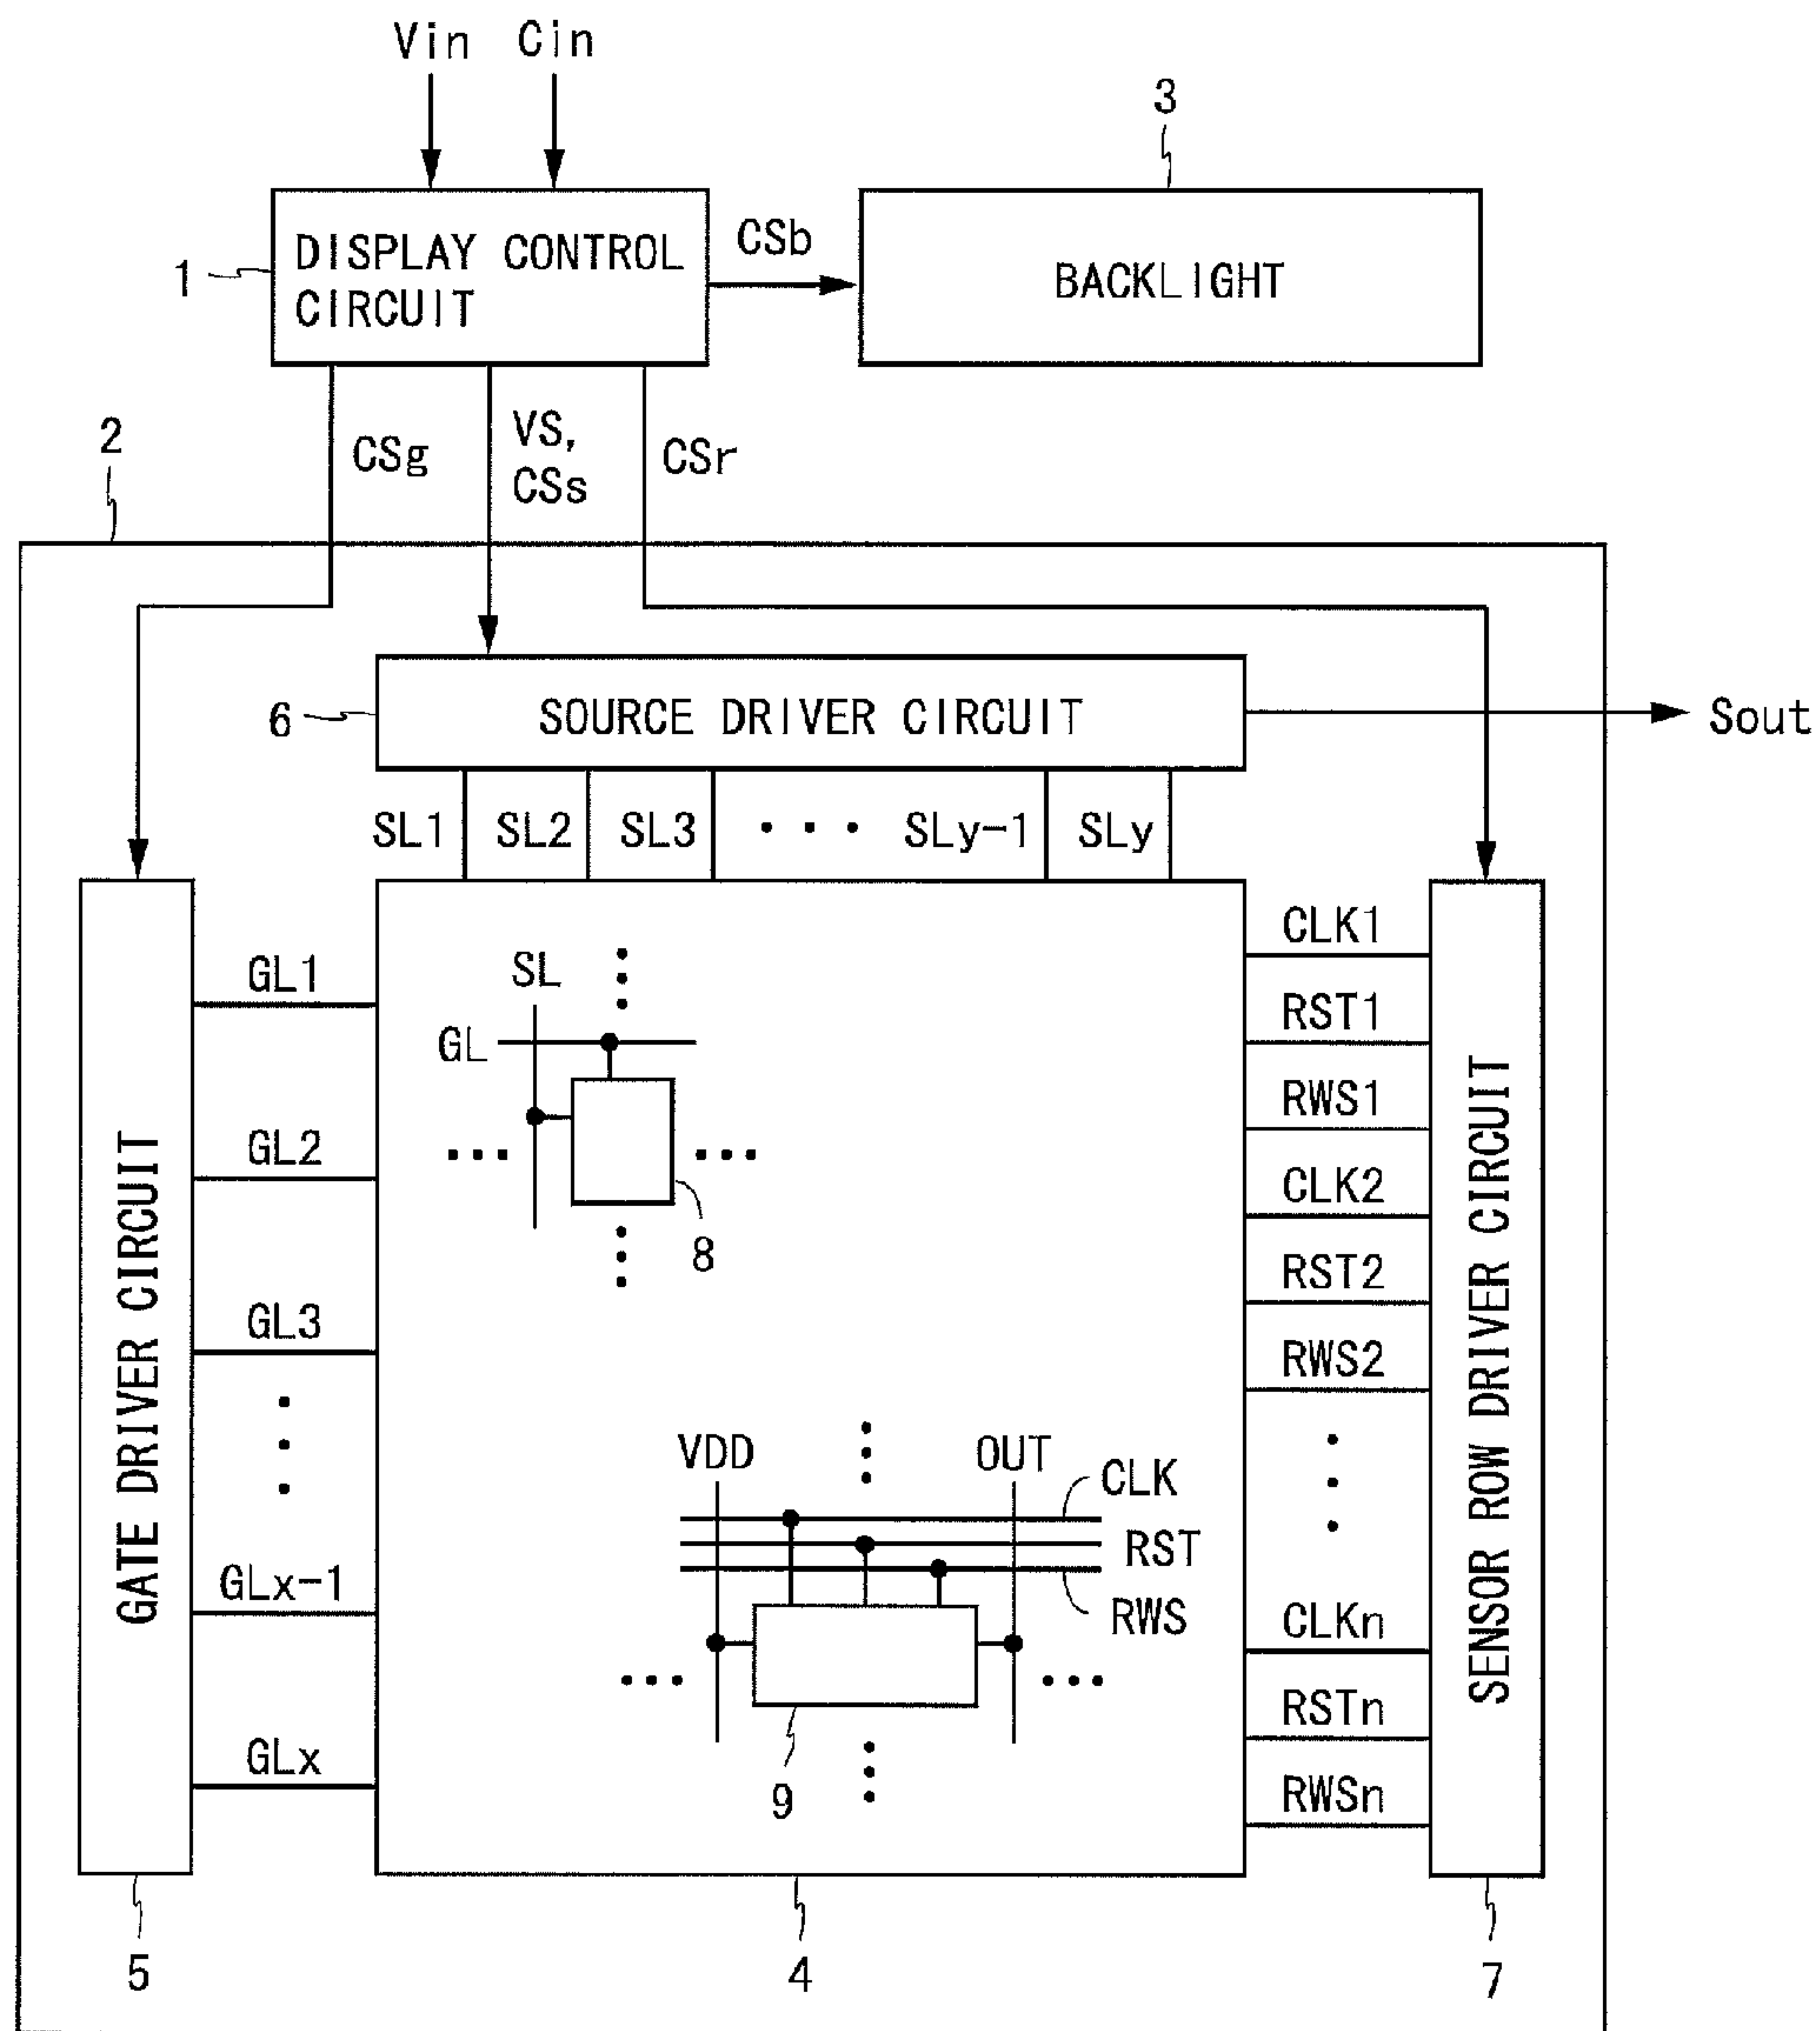 Vin Cin
3
1
DISPLAY CONTROL
CIRCUIT
CSb
BACKLIGHT
2
CSg
VS,
CSs
CSr
6
SOURCE DRIVER CIRCUIT
Sout
SL1 SL2 SL3 ... SLy-1 SLy
GATE DRIVER CIRCUIT
GL1
GL2
GL3
GLx-1
GLx
SL
GL
8
VDD
OUT
CLK
RST
RWS
9
CLK1
RST1
RWS1
CLK2
RST2
RWS2
CLKn
RSTn
RWSn
SENSOR ROW DRIVER CIRCUIT
5
4
7